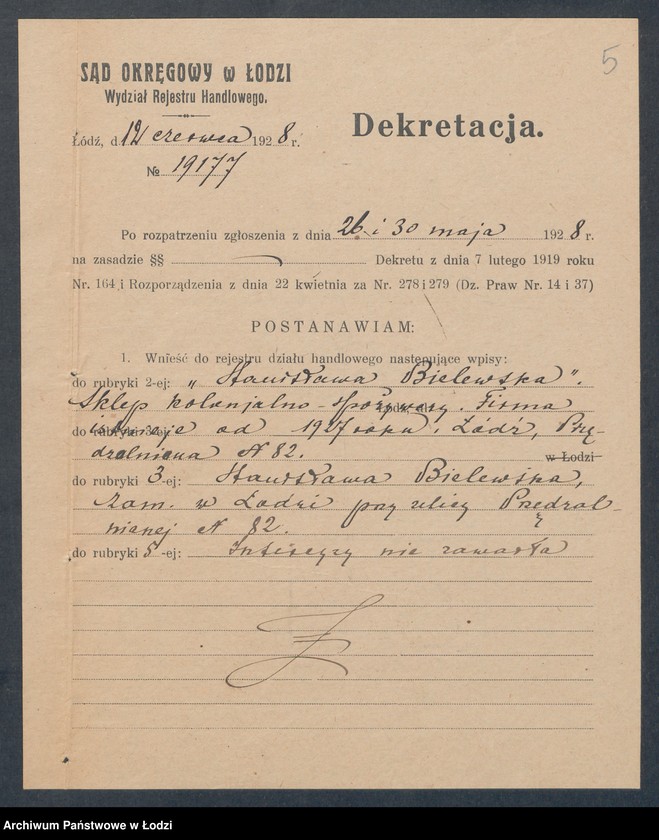 5
SĄD OKRĘGOWY w ŁODZI
Wydział Rejestru Handlowego.
Dekretacja.
Łódź, d. 12 czerwca 1928 r.
№ 19177
Po rozpatrzeniu zgłoszenia z dnia 26 i 30 maja 1928 r.
na zasadzie §§ — Dekretu z dnia 7 lutego 1919 roku
Nr. 164 i Rozporządzenia z dnia 22 kwietnia za Nr. 278 i 279 (Dz. Praw Nr. 14 i 37)
POSTANAWIAM:
1. Wnieść do rejestru działu handlowego następujące wpisy:
do rubryki 2-ej: „Stanisława Bielewska".
Sklep kolonjalno-spożywczy. Firma
istnieje od 1927 roku. Łódź, Przę-
dzalniana N 82. w Łodzi
do rubryki 3-ej: Stanisława Bielewska,
zam. w Łodzi przy ulicy Przędzal-
nianej N 82.
do rubryki 5-ej: Intercyzy nie zawarła
Archiwum Państwowe w Łodzi